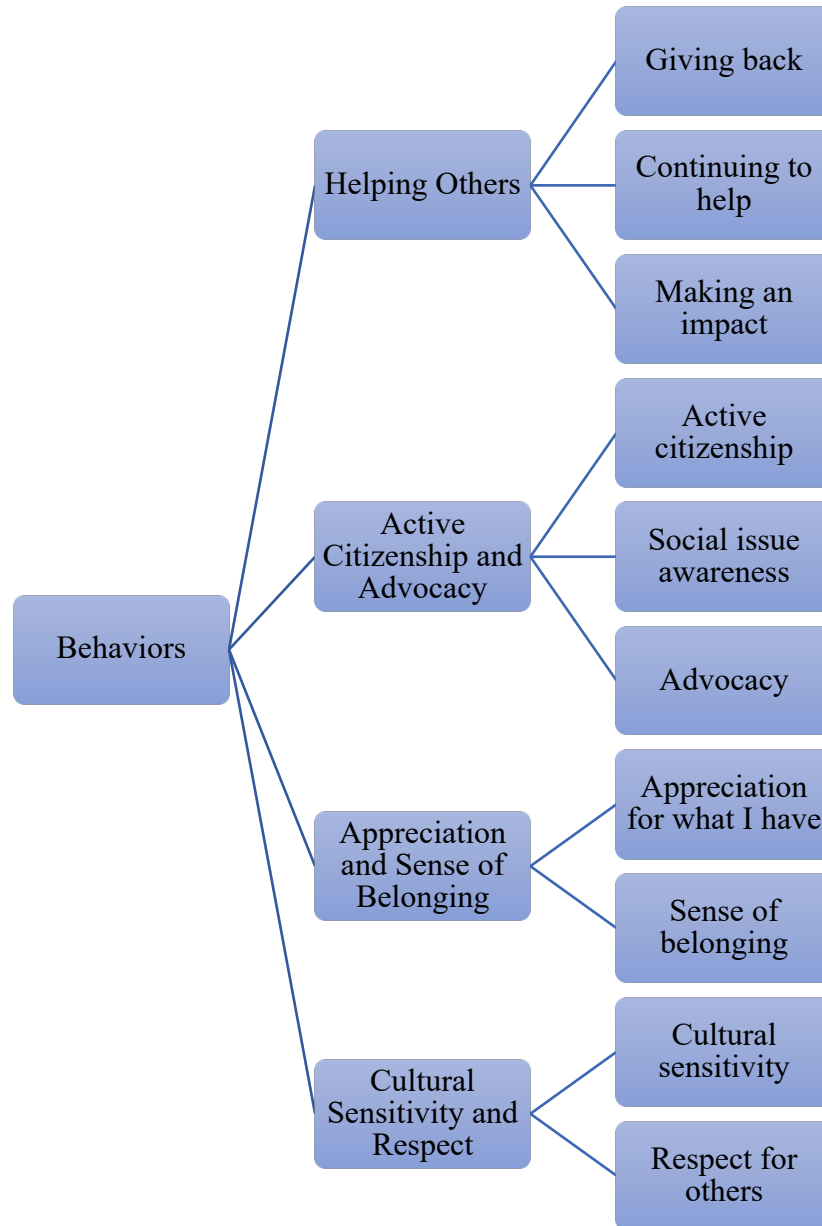 Behaviors
Helping Others
Giving back
Continuing to
help
Making an
impact
Active
Citizenship and
Advocacy
Active
citizenship
Social issue
awareness
Advocacy
Appreciation
and Sense of
Belonging
Appreciation
for what I have
Sense of
belonging
Cultural
Sensitivity and
Respect
Cultural
sensitivity
Respect for
others